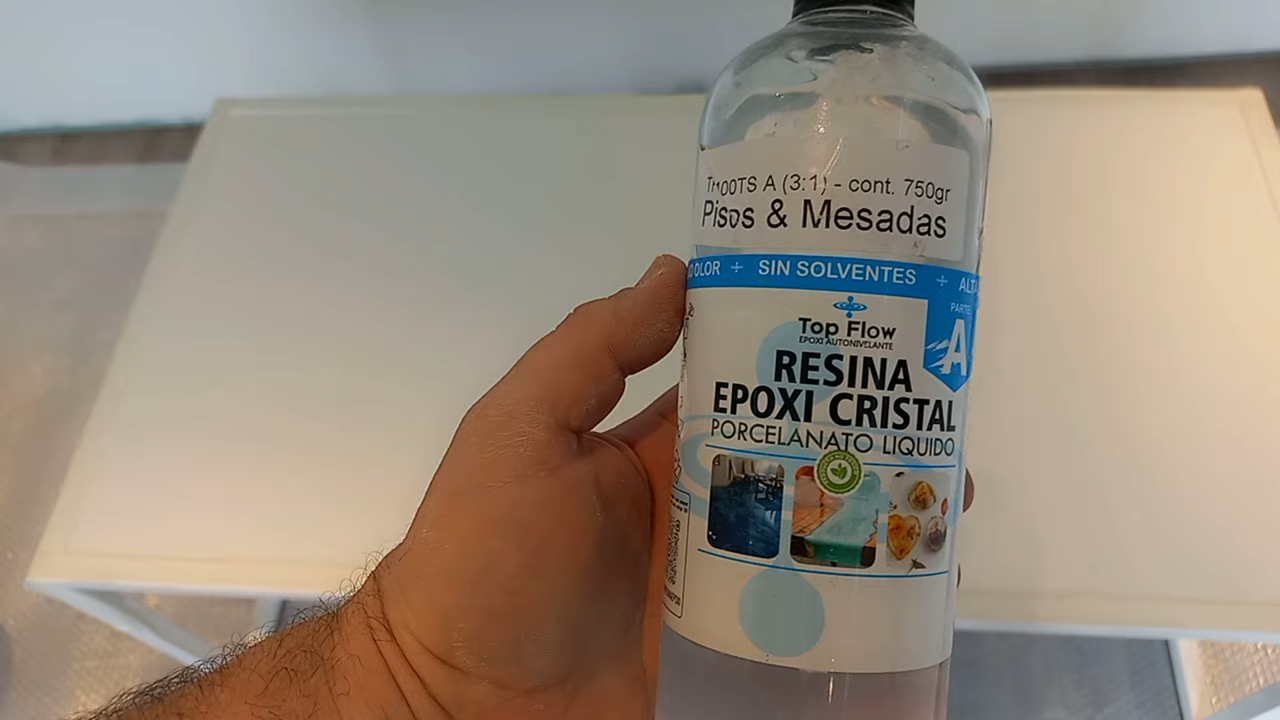 A (3:1) - cont. 750gr
Pisos & Mesadas
OLOR ÷ SIN SOLVENTES ÷ ALTA
PARTE
A
Top Flow
EPOXI AUTONIVELANTE
RESINA
EPOXI CRISTAL
PORCELANATO LIQUIDO